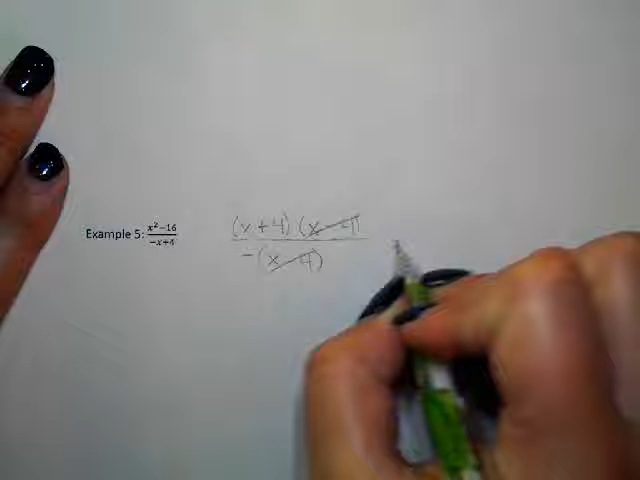 Example 5: x²−16 / −x+4
(x+4)(x-4) / -(x-4)